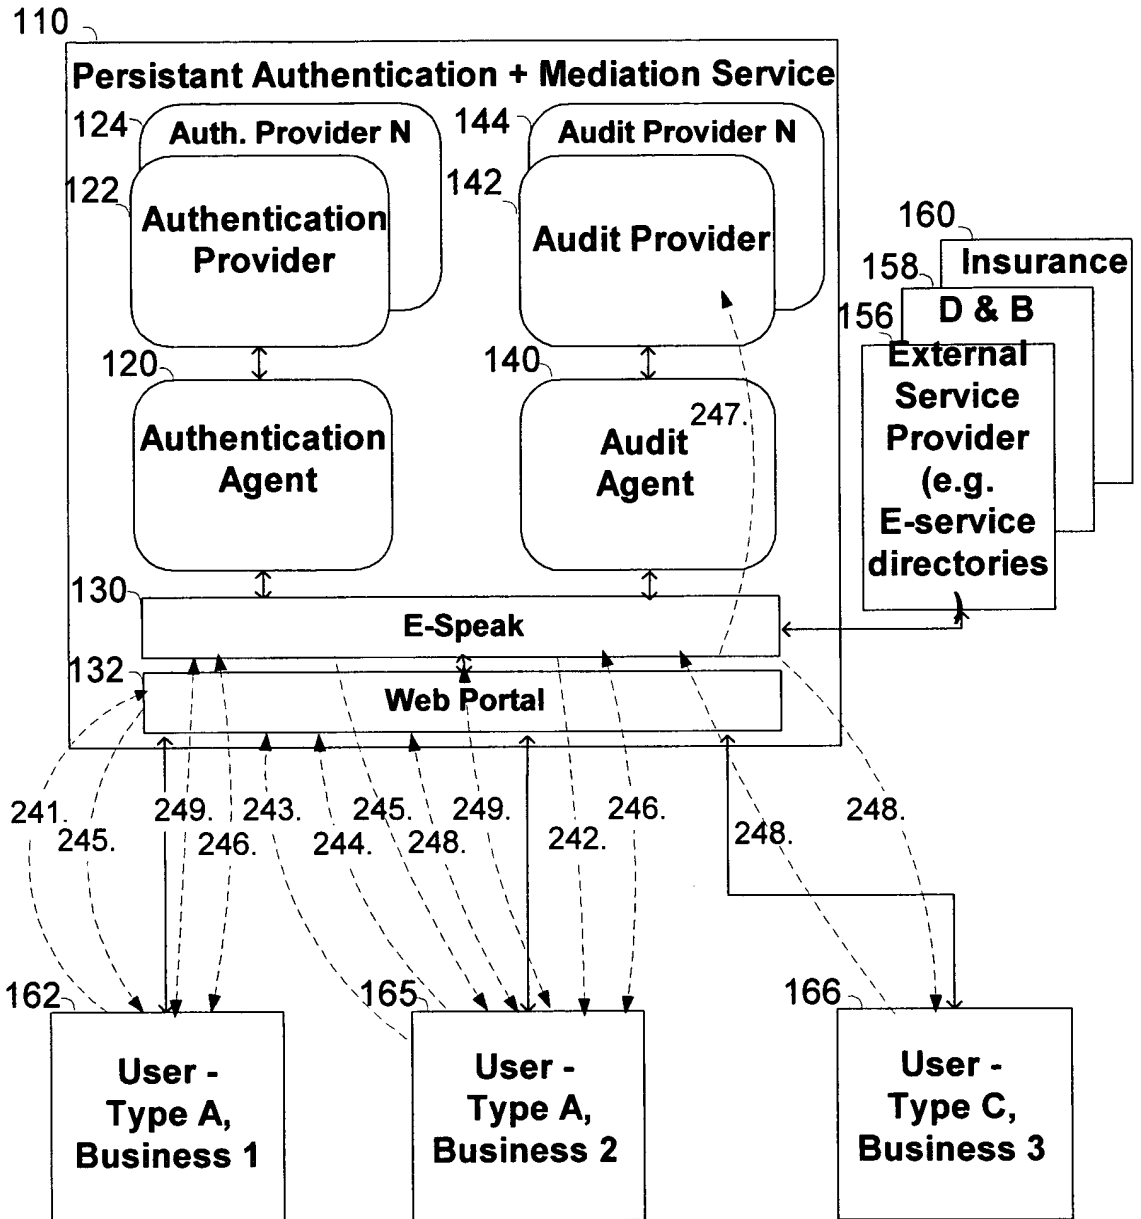 110
Persistant Authentication + Mediation Service
124
Auth. Provider N
144
Audit Provider N
122
Authentication
Provider
142
Audit Provider
160
Insurance
158
D & B
156
External
Service
Provider
(e.g.
E-service
directories
)
120
Authentication
Agent
140
Audit
Agent
247.
130
E-Speak
132
Web Portal
241.
245.
249.
246.
243.
244.
245.
248.
249.
242.
246.
248.
248.
162
User -
Type A,
Business 1
165
User -
Type A,
Business 2
166
User -
Type C,
Business 3